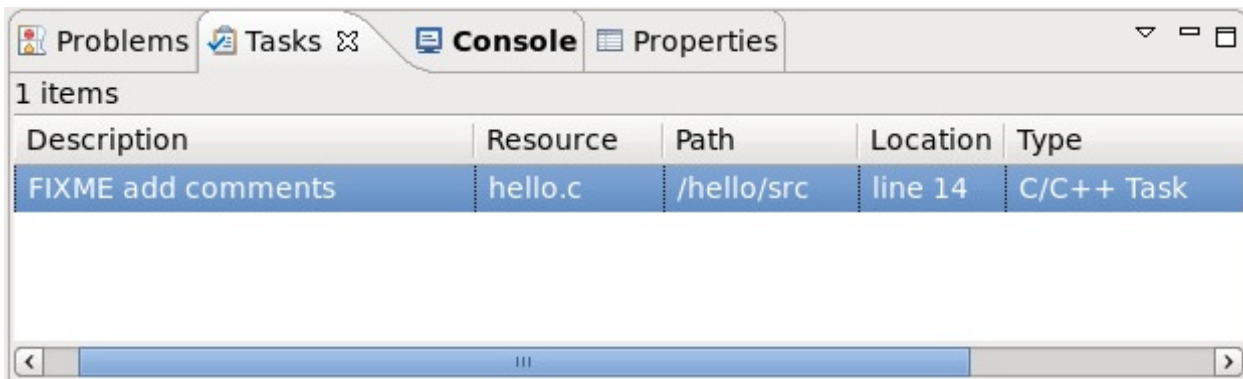 Problems Tasks Console Properties
1 items
Description Resource Path Location Type
FIXME add comments hello.c /hello/src line 14 C/C++ Task